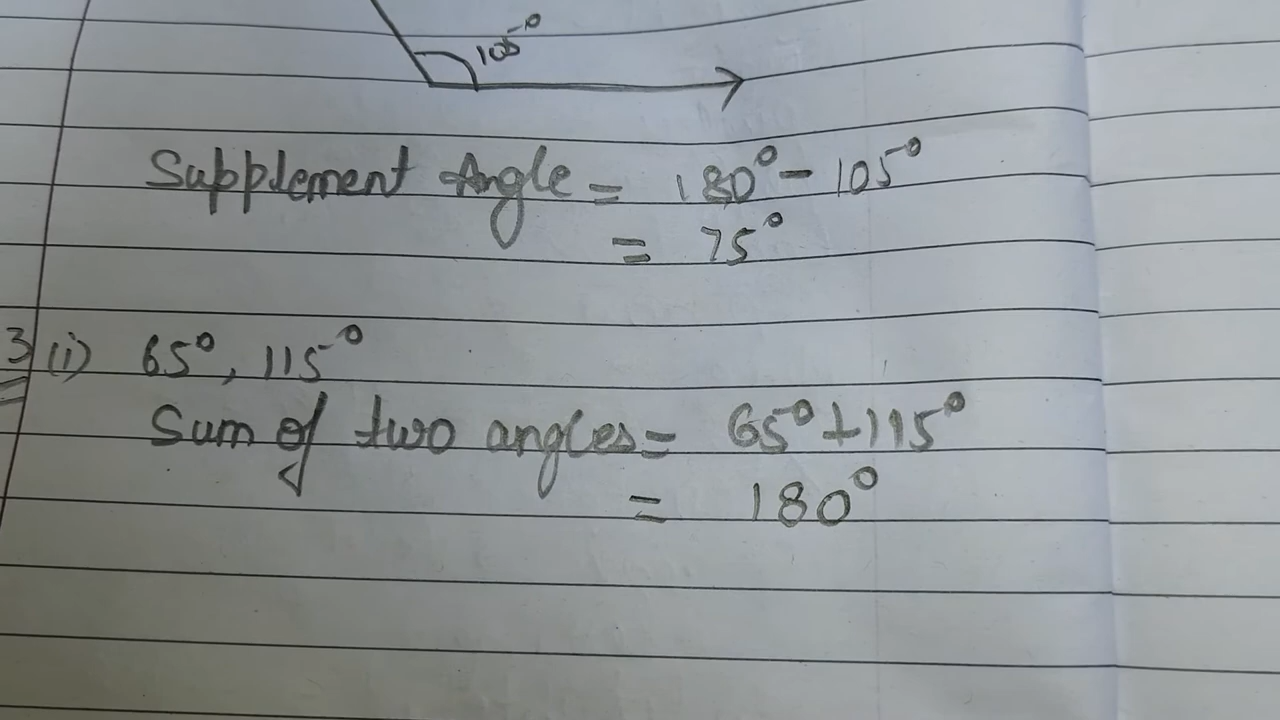 105°
Supplement Angle = 180° - 105°
= 75°
3 (i) 65°, 115°
Sum of two angles = 65° + 115°
= 180°